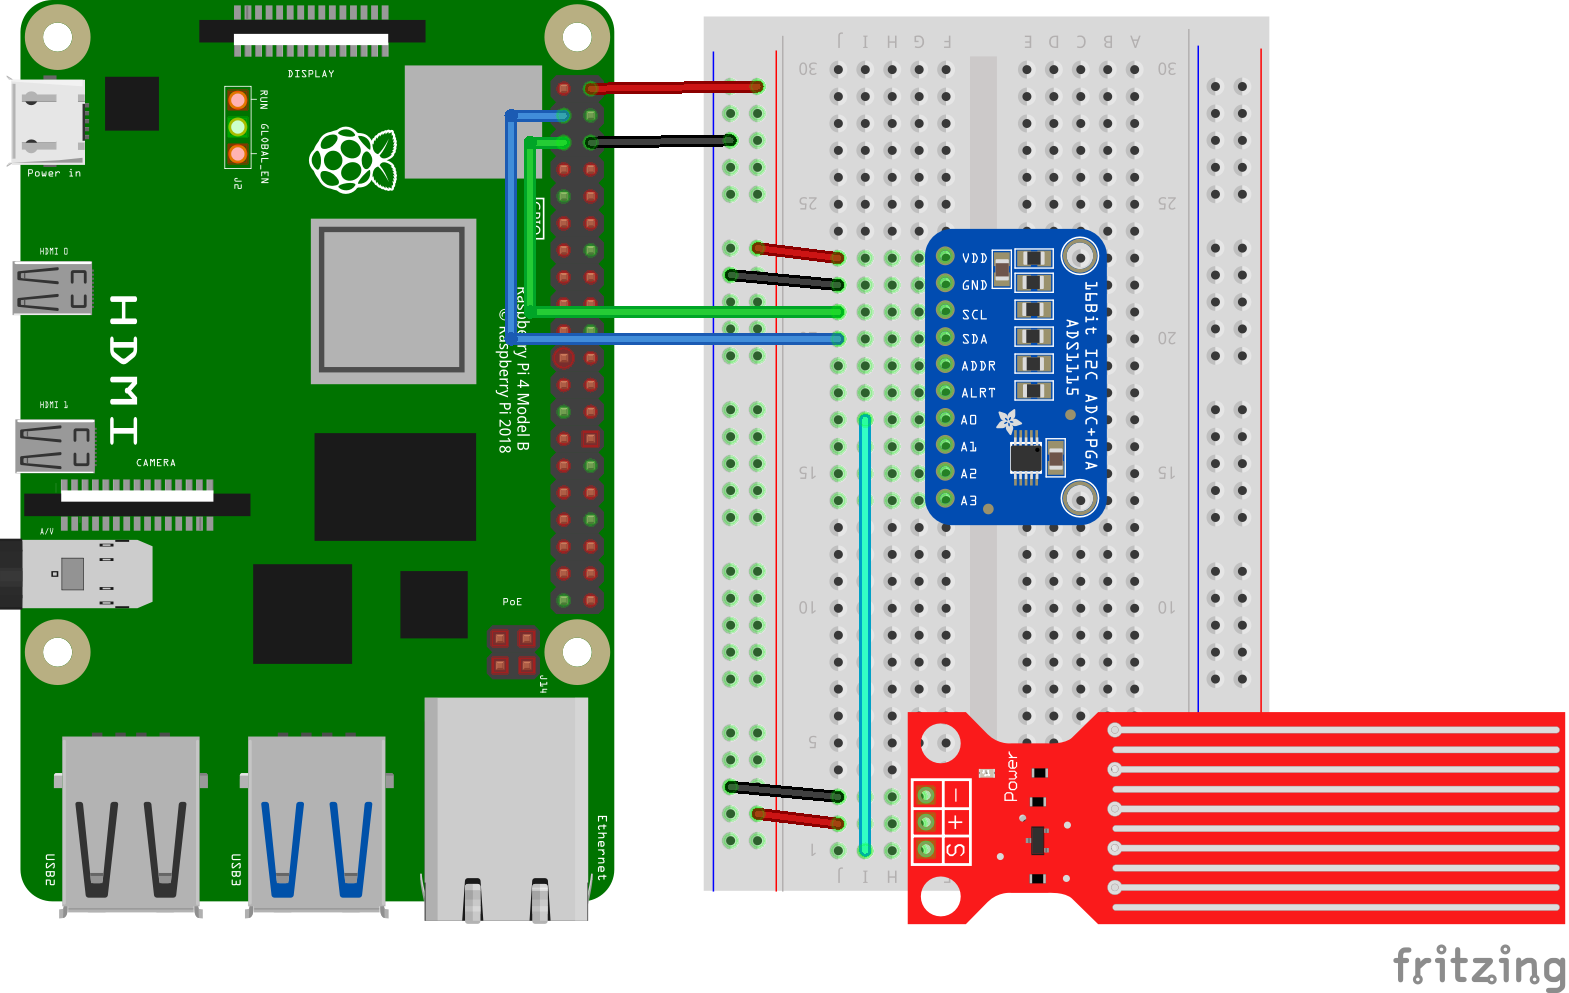 DISPLAY
RUN
GLOBAL_EN
J2
Power in
GPIO
HDMI 0
HDMI
HDMI 1
Raspberry Pi 4 Model B
© Raspberry Pi 2018
CAMERA
A/V
PoE
J14
USB2
USB3
Ethernet
J I H G F E D C B A
30 30
25 25
20 20
15 15
10 10
5
1
J I H F
VDD
GND
SCL
SDA
ADDR
ALRT
A0
A1
A2
A3
16Bit I2C ADC+PGA
ADS1115
Power
-
+
S
fritzing